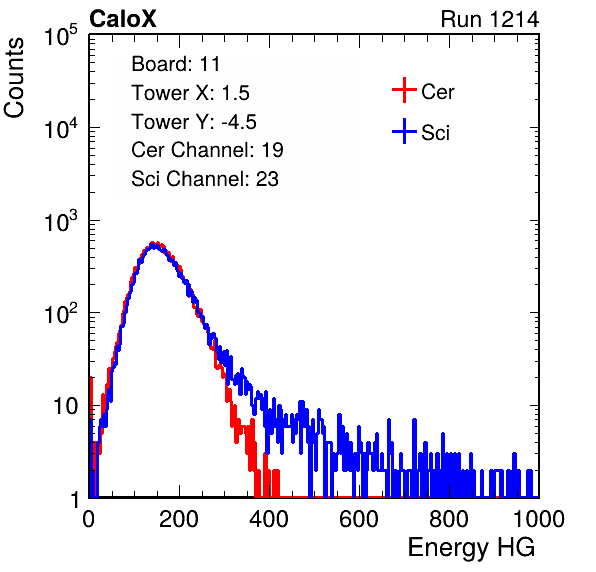 CaloX Run 1214
Counts
Board: 11
Tower X: 1.5
Tower Y: -4.5
Cer Channel: 19
Sci Channel: 23
Cer
Sci
10^5
10^4
10^3
10^2
10
1
0 200 400 600 800 1000
Energy HG